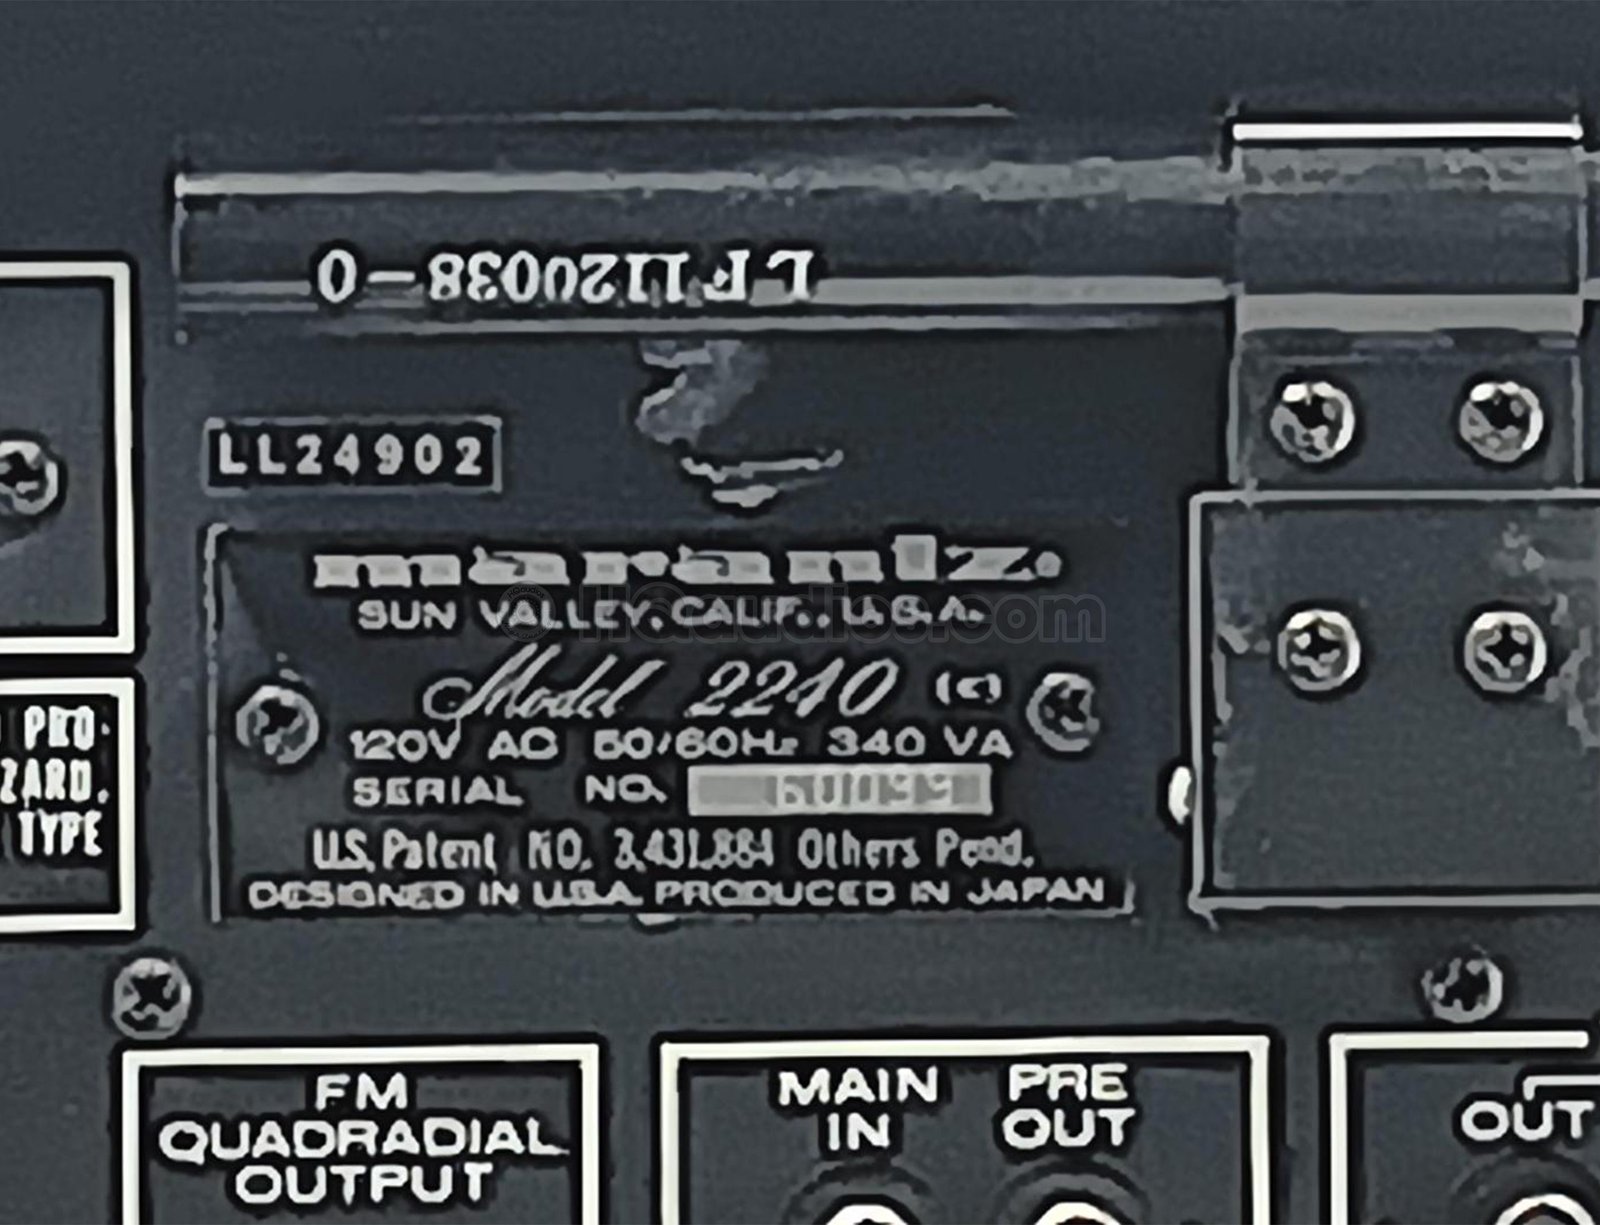 LF1120038-0
LL24902
marantz.
SUN VALLEY, CALIF., U.S.A.
HQaudios.com
Model 2240 (c)
120V AC 50/60Hz 340 VA
SERIAL NO.
U.S. Patent NO. 3,431,884 Others Pend.
DESIGNED IN U.S.A. PRODUCED IN JAPAN
PRO-
ZARD.
TYPE
FM
QUADRADIAL
OUTPUT
MAIN
IN
PRE
OUT
OUT